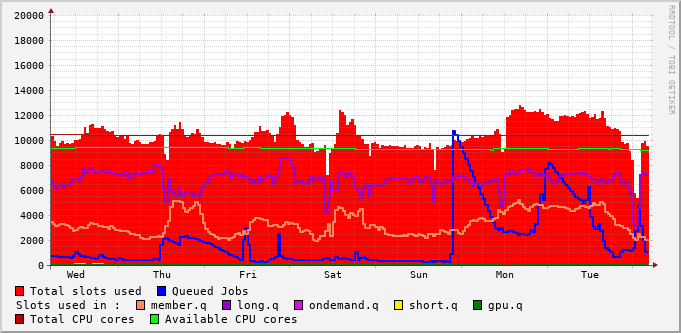 20000
18000
16000
14000
12000
10000
8000
6000
4000
2000
0
Wed Thu Fri Sat Sun Mon Tue
RRDTOOL / TOBI OETIKER
Total slots used Queued Jobs
Slots used in : member.q long.q ondemand.q short.q gpu.q
Total CPU cores Available CPU cores